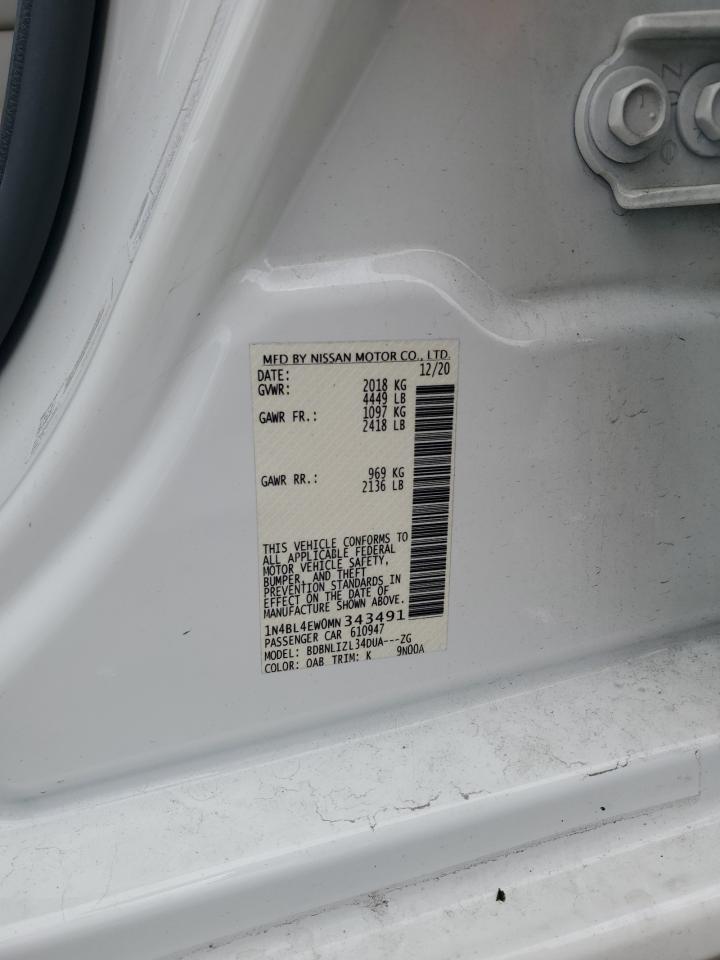 MFD BY NISSAN MOTOR CO., LTD.
DATE: 12/20
GVWR: 2018 KG
4449 LB
GAWR FR.: 1097 KG
2418 LB
GAWR RR.: 969 KG
2136 LB
THIS VEHICLE CONFORMS TO
ALL APPLICABLE FEDERAL
MOTOR VEHICLE SAFETY,
BUMPER, AND THEFT
PREVENTION STANDARDS IN
EFFECT ON THE DATE OF
MANUFACTURE SHOWN ABOVE.
1N4BL4EW0MN 343491
PASSENGER CAR 610947
MODEL: BDBNLIZL34DUA---ZG
COLOR: QAB TRIM: K 9N00A